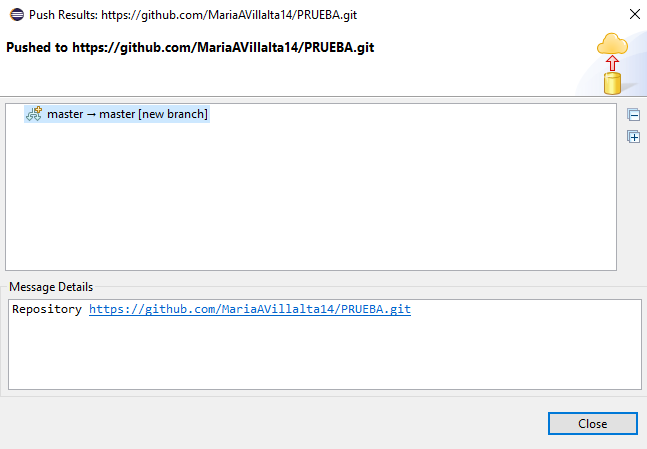 Push Results: https://github.com/MariaAVillalta14/PRUEBA.git
Pushed to https://github.com/MariaAVillalta14/PRUEBA.git
master → master [new branch]
Message Details
Repository https://github.com/MariaAVillalta14/PRUEBA.git
Close